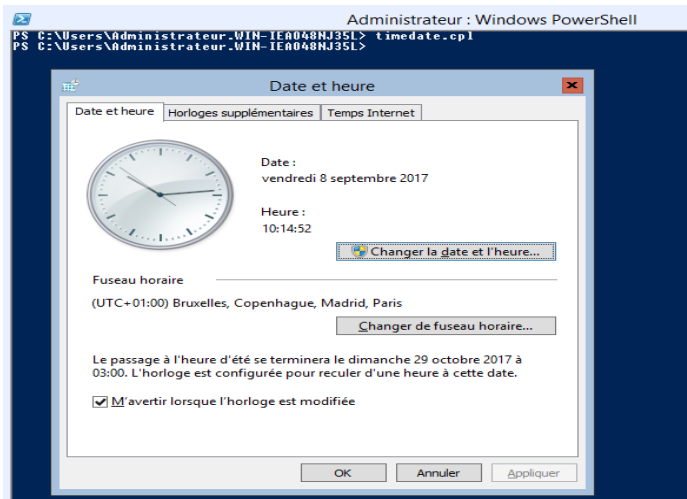 Administrateur : Windows PowerShell
PS C:\Users\Administrateur.WIN-IEA048NJ35L> timedate.cpl
PS C:\Users\Administrateur.WIN-IEA048NJ35L>
Date et heure
Date et heure Horloges supplémentaires Temps Internet
Date :
vendredi 8 septembre 2017
Heure :
10:14:52
Changer la date et l'heure...
Fuseau horaire
(UTC+01:00) Bruxelles, Copenhague, Madrid, Paris
Changer de fuseau horaire...
Le passage à l'heure d'été se terminera le dimanche 29 octobre 2017 à
03:00. L'horloge est configurée pour reculer d'une heure à cette date.
M'avertir lorsque l'horloge est modifiée
OK Annuler Appliquer